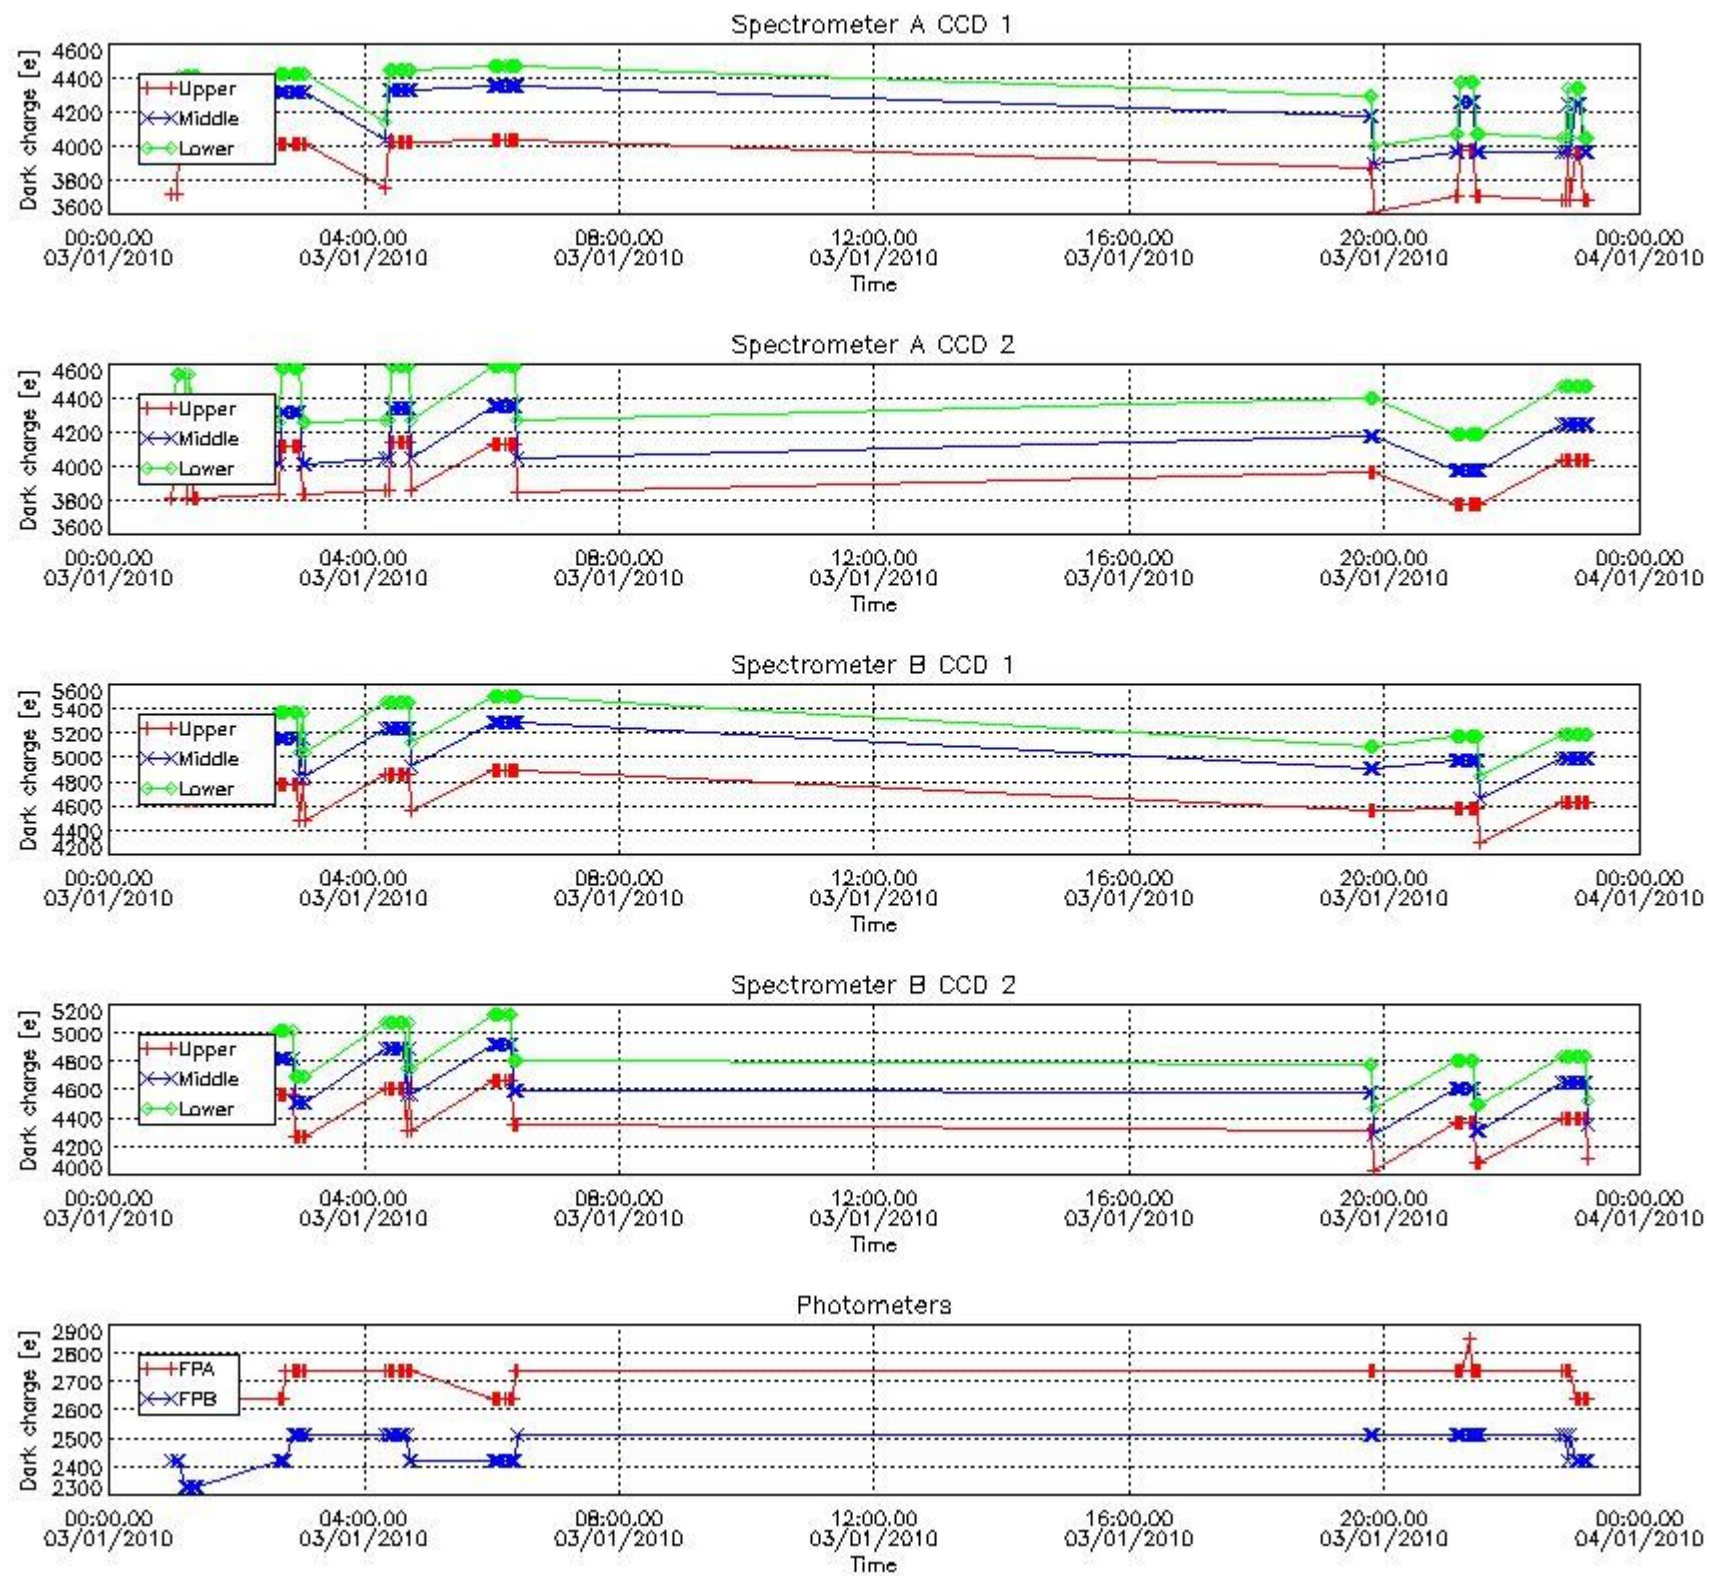 Spectrometer A CCD 1
Dark charge [e]
4600
4400
4200
4000
3800
3600
Upper
Middle
Lower
00:00.00 04:00.00 08:00.00 12:00.00 16:00.00 20:00.00 00:00.00
03/01/2010 03/01/2010 03/01/2010 03/01/2010 03/01/2010 03/01/2010 04/01/2010
Time
Spectrometer A CCD 2
Dark charge [e]
4600
4400
4200
4000
3800
3600
Upper
Middle
Lower
00:00.00 04:00.00 08:00.00 12:00.00 16:00.00 20:00.00 00:00.00
03/01/2010 03/01/2010 03/01/2010 03/01/2010 03/01/2010 03/01/2010 04/01/2010
Time
Spectrometer B CCD 1
Dark charge [e]
5600
5400
5200
5000
4800
4600
4400
4200
Upper
Middle
Lower
00:00.00 04:00.00 08:00.00 12:00.00 16:00.00 20:00.00 00:00.00
03/01/2010 03/01/2010 03/01/2010 03/01/2010 03/01/2010 03/01/2010 04/01/2010
Time
Spectrometer B CCD 2
Dark charge [e]
5200
5000
4800
4600
4400
4200
4000
Upper
Middle
Lower
00:00.00 04:00.00 08:00.00 12:00.00 16:00.00 20:00.00 00:00.00
03/01/2010 03/01/2010 03/01/2010 03/01/2010 03/01/2010 03/01/2010 04/01/2010
Time
Photometers
Dark charge [e]
2900
2800
2700
2600
2500
2400
2300
FPA
FPB
00:00.00 04:00.00 08:00.00 12:00.00 16:00.00 20:00.00 00:00.00
03/01/2010 03/01/2010 03/01/2010 03/01/2010 03/01/2010 03/01/2010 04/01/2010
Time